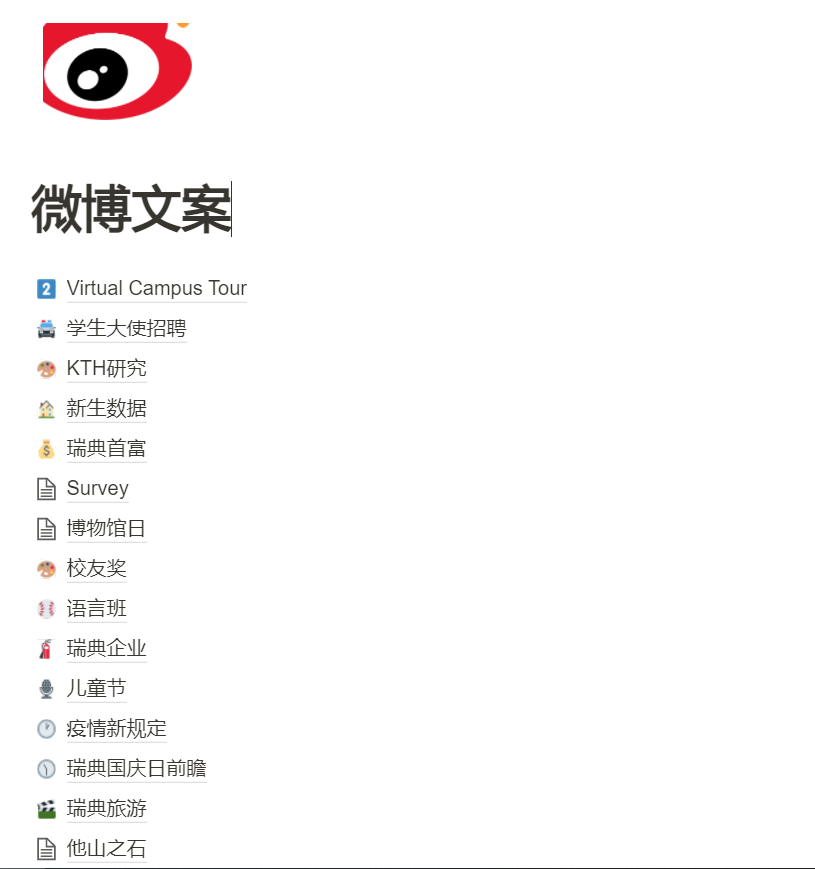 微博文案
Virtual Campus Tour
学生大使招聘
KTH研究
新生数据
瑞典首富
Survey
博物馆日
校友奖
语言班
瑞典企业
儿童节
疫情新规定
瑞典国庆日前瞻
瑞典旅游
他山之石